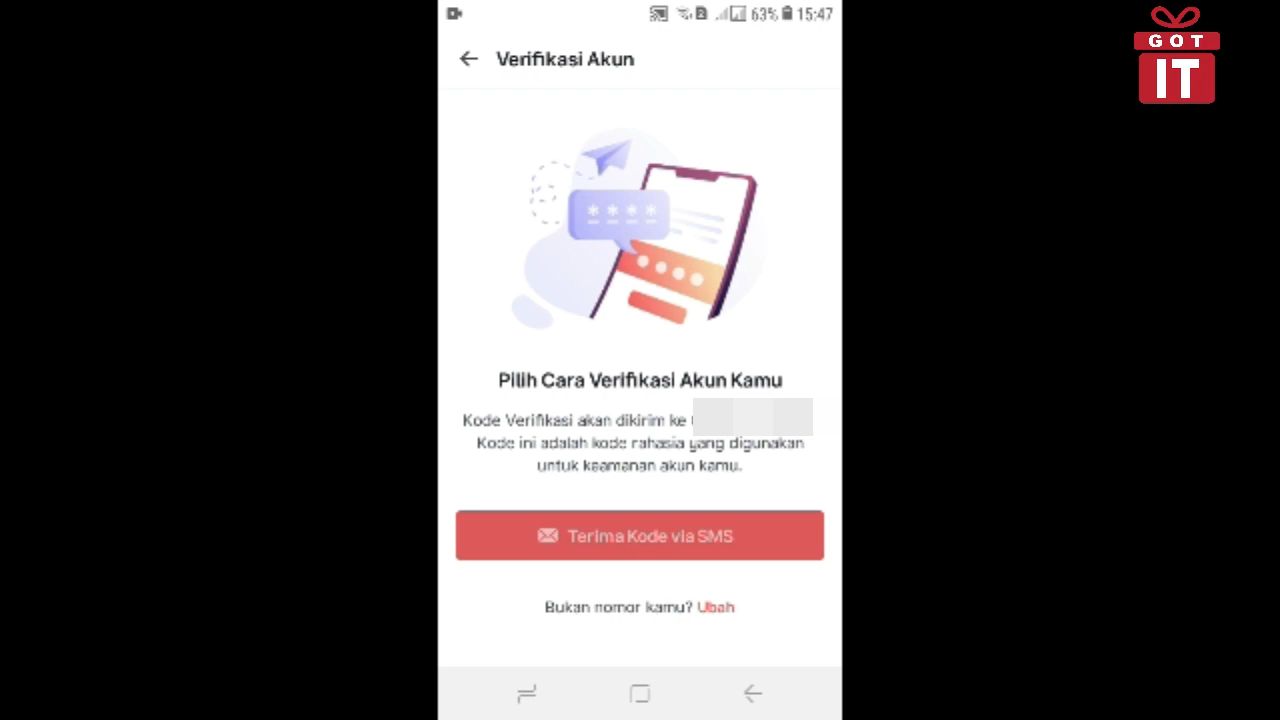 63% 15:47
GOT
IT
Verifikasi Akun
* * * *
Pilih Cara Verifikasi Akun Kamu
Kode Verifikasi akan dikirim ke
Kode ini adalah kode rahasia yang digunakan
untuk keamanan akun kamu.
Terima Kode via SMS
Bukan nomor kamu? Ubah